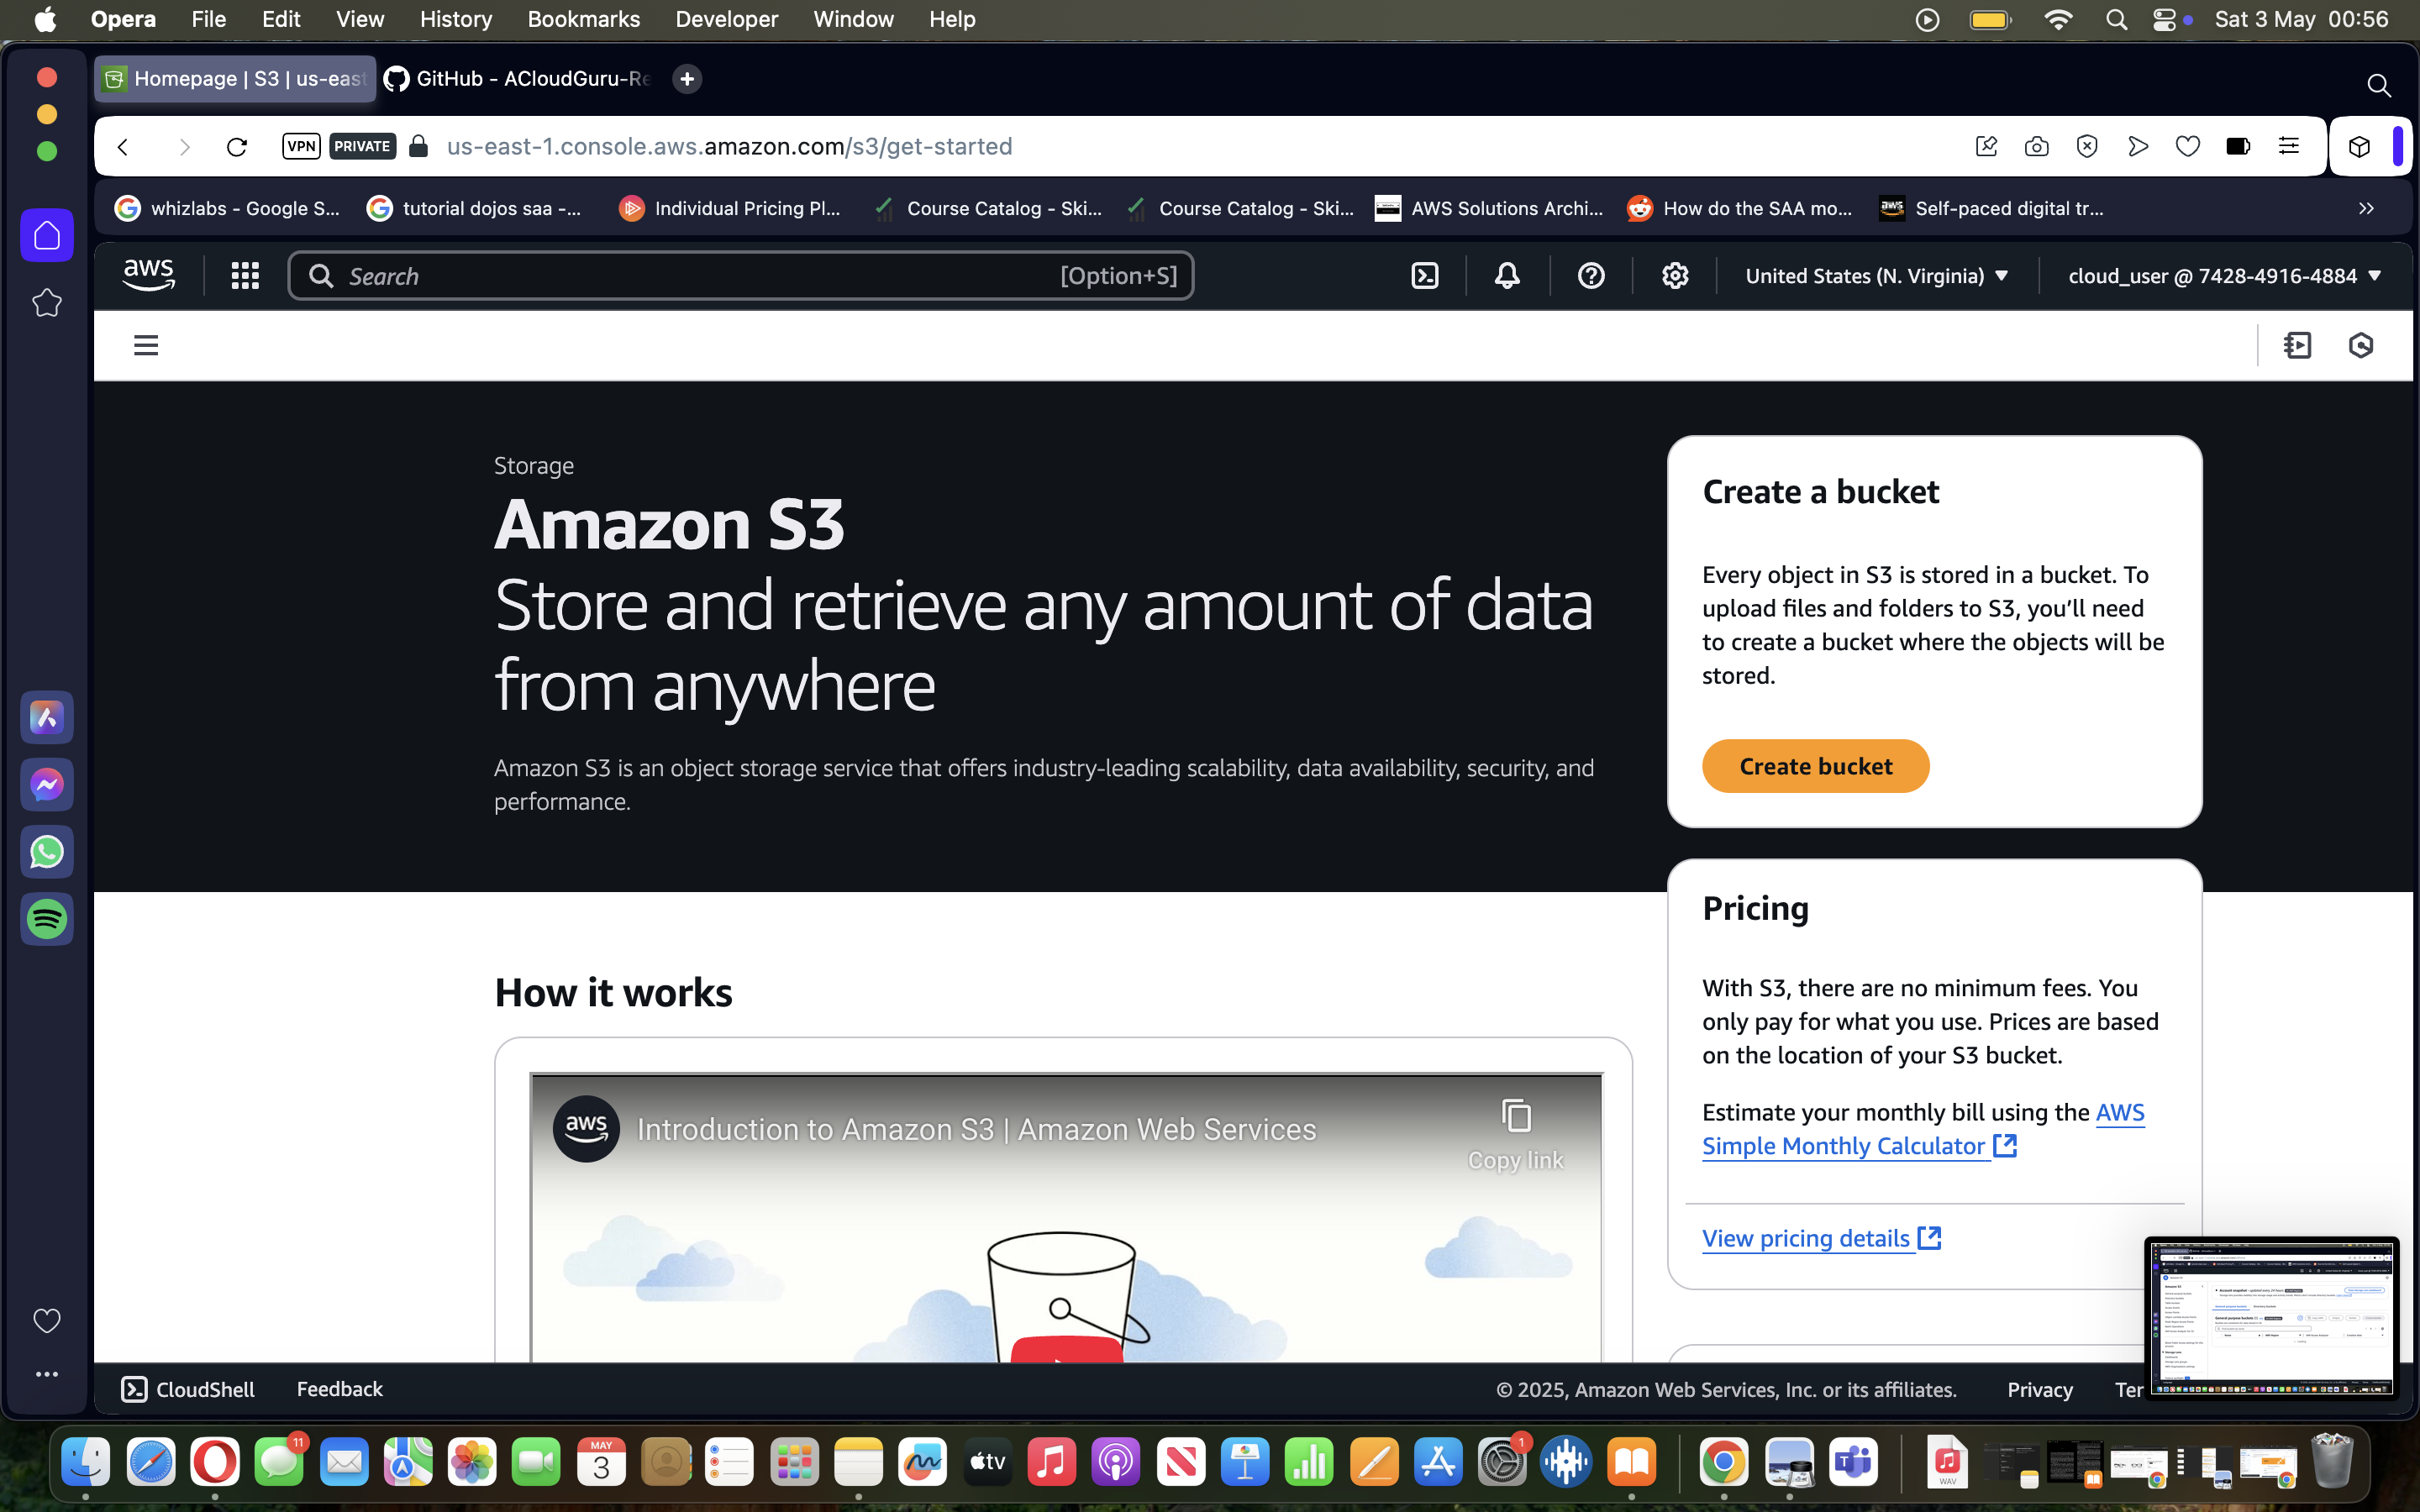 Opera File Edit View History Bookmarks Developer Window Help Sat 3 May 00:56
Homepage | S3 | us-east GitHub - ACloudGuru-Re
VPN PRIVATE us-east-1.console.aws.amazon.com/s3/get-started
whizlabs - Google S... tutorial dojos saa -... Individual Pricing Pl... Course Catalog - Ski... Course Catalog - Ski... AWS Solutions Archi... How do the SAA mo... aws Self-paced digital tr...
aws Search [Option+S] United States (N. Virginia) cloud_user @ 7428-4916-4884
Storage
Amazon S3
Store and retrieve any amount of data
from anywhere
Amazon S3 is an object storage service that offers industry-leading scalability, data availability, security, and
performance.
Create a bucket
Every object in S3 is stored in a bucket. To
upload files and folders to S3, you'll need
to create a bucket where the objects will be
stored.
Create bucket
Pricing
With S3, there are no minimum fees. You
only pay for what you use. Prices are based
on the location of your S3 bucket.
Estimate your monthly bill using the AWS
Simple Monthly Calculator
View pricing details
How it works
aws Introduction to Amazon S3 | Amazon Web Services
Copy link
CloudShell Feedback © 2025, Amazon Web Services, Inc. or its affiliates. Privacy Ter
11
MAY
3
tv
1
WAV